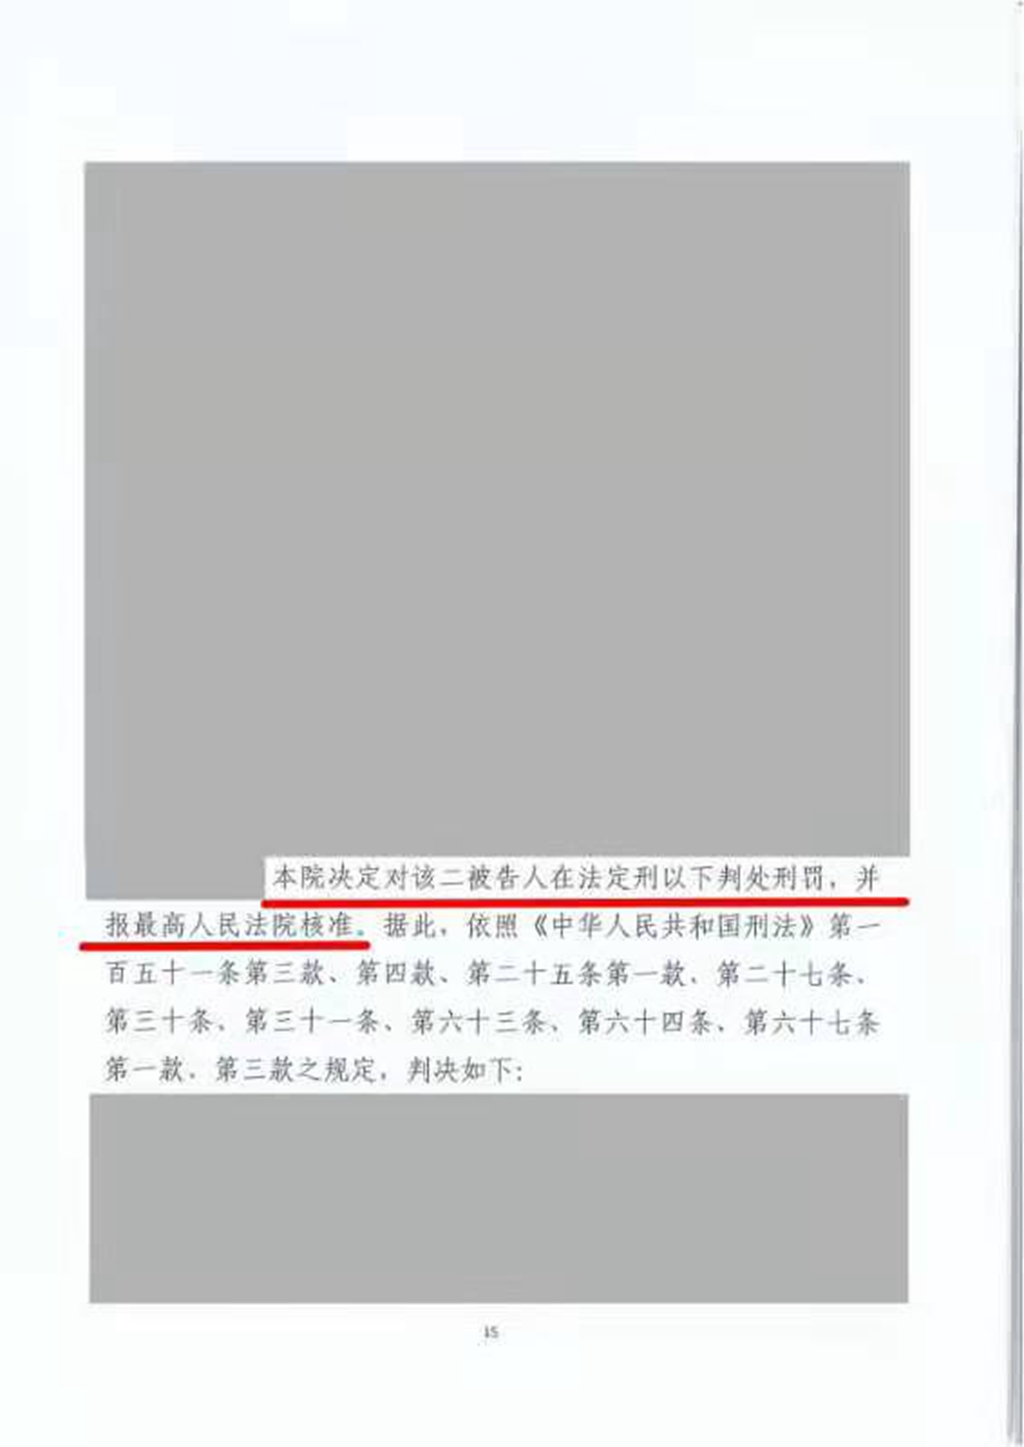 本院决定对该二被告人在法定刑以下判处刑罚，并
报最高人民法院核准。据此，依照《中华人民共和国刑法》第一
百五十一条第三款、第四款、第二十五条第一款、第二十七条、
第三十条、第三十一条、第六十三条、第六十四条、第六十七条
第一款、第三款之规定，判决如下：
15